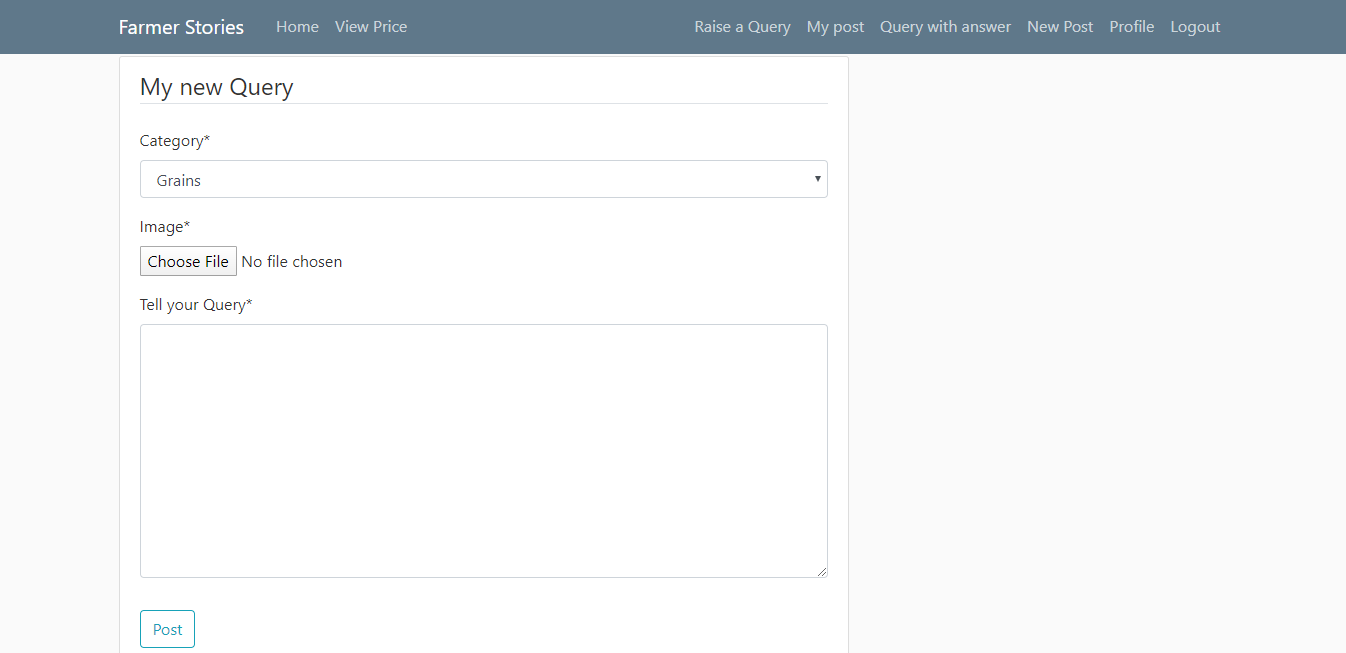 Farmer Stories Home View Price Raise a Query My post Query with answer New Post Profile Logout
My new Query
Category*
Grains
Image*
Choose File No file chosen
Tell your Query*
Post